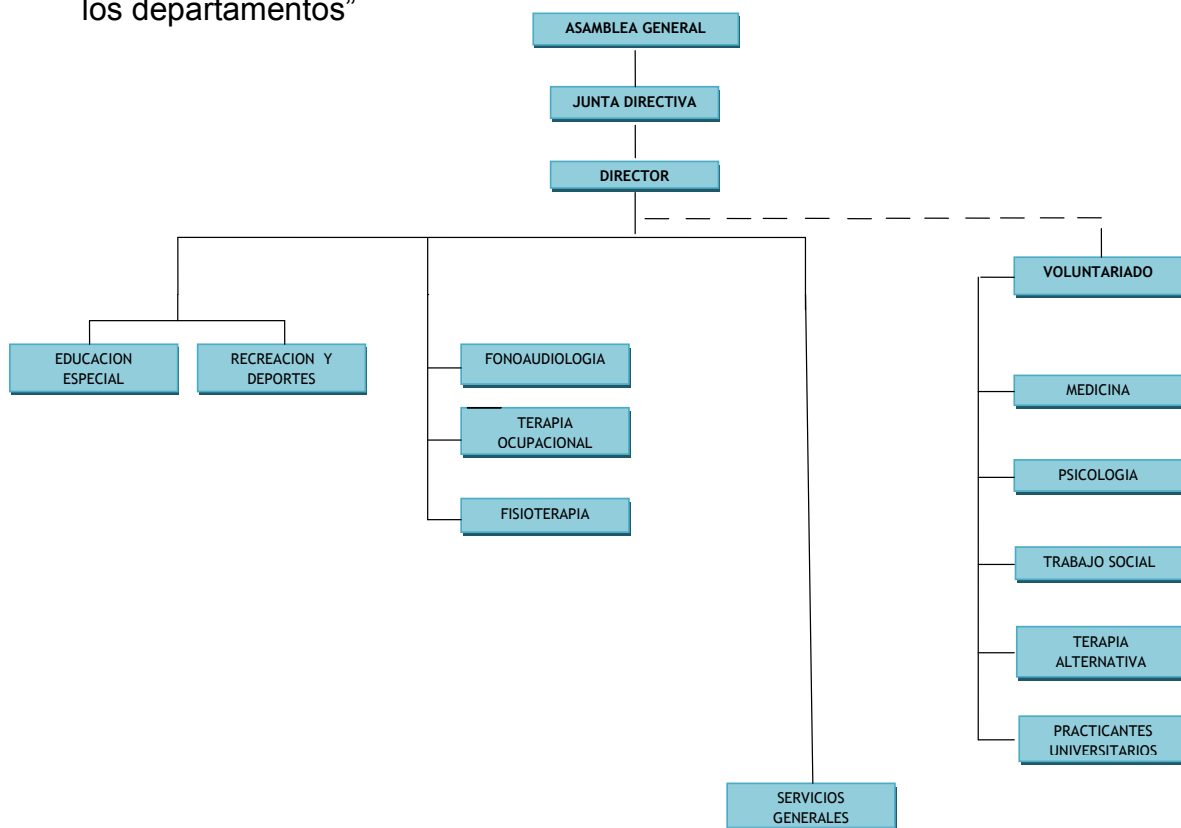 los departamentos”
ASAMBLEA GENERAL
JUNTA DIRECTIVA
DIRECTOR
VOLUNTARIADO
EDUCACION
ESPECIAL
RECREACION Y
DEPORTES
FONOAUDIOLOGIA
TERAPIA
OCUPACIONAL
FISIOTERAPIA
MEDICINA
PSICOLOGIA
TRABAJO SOCIAL
TERAPIA
ALTERNATIVA
PRACTICANTES
UNIVERSITARIOS
SERVICIOS
GENERALES